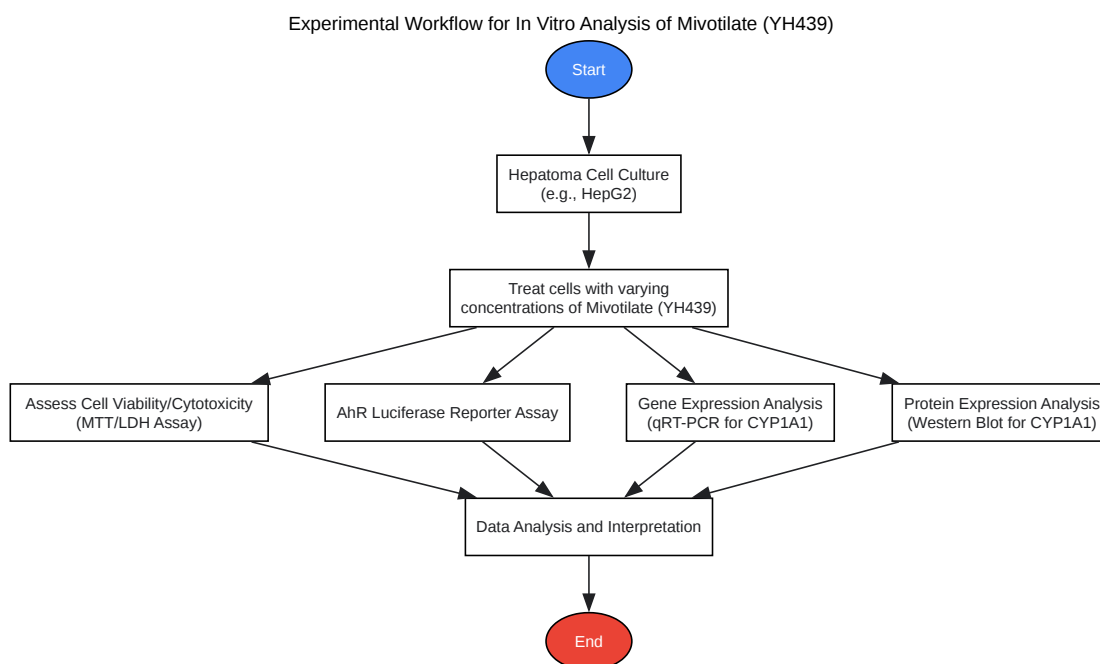 Experimental Workflow for In Vitro Analysis of Mivotilate (YH439)
Start
Hepatoma Cell Culture
(e.g., HepG2)
Treat cells with varying
concentrations of Mivotilate (YH439)
Assess Cell Viability/Cytotoxicity
(MTT/LDH Assay)
AhR Luciferase Reporter Assay
Gene Expression Analysis
(qRT-PCR for CYP1A1)
Protein Expression Analysis
(Western Blot for CYP1A1)
Data Analysis and Interpretation
End